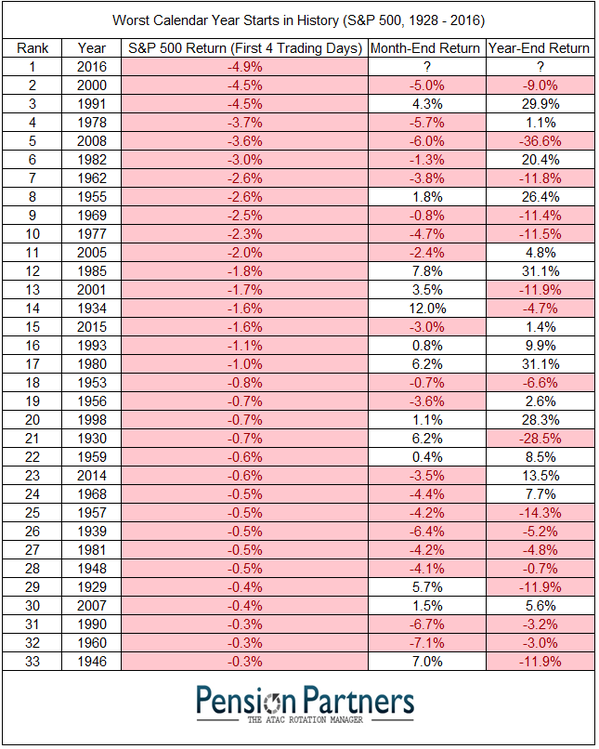 Worst Calendar Year Starts in History (S&P 500, 1928 - 2016)
Rank Year S&P 500 Return (First 4 Trading Days) Month-End Return Year-End Return
1 2016 -4.9% ? ?
2 2000 -4.5% -5.0% -9.0%
3 1991 -4.5% 4.3% 29.9%
4 1978 -3.7% -5.7% 1.1%
5 2008 -3.6% -6.0% -36.6%
6 1982 -3.0% -1.3% 20.4%
7 1962 -2.6% -3.8% -11.8%
8 1955 -2.6% 1.8% 26.4%
9 1969 -2.5% -0.8% -11.4%
10 1977 -2.3% -4.7% -11.5%
11 2005 -2.0% -2.4% 4.8%
12 1985 -1.8% 7.8% 31.1%
13 2001 -1.7% 3.5% -11.9%
14 1934 -1.6% 12.0% -4.7%
15 2015 -1.6% -3.0% 1.4%
16 1993 -1.1% 0.8% 9.9%
17 1980 -1.0% 6.2% 31.1%
18 1953 -0.8% -0.7% -6.6%
19 1956 -0.7% -3.6% 2.6%
20 1998 -0.7% 1.1% 28.3%
21 1930 -0.7% 6.2% -28.5%
22 1959 -0.6% 0.4% 8.5%
23 2014 -0.6% -3.5% 13.5%
24 1968 -0.5% -4.4% 7.7%
25 1957 -0.5% -4.2% -14.3%
26 1939 -0.5% -6.4% -5.2%
27 1981 -0.5% -4.2% -4.8%
28 1948 -0.5% -4.1% -0.7%
29 1929 -0.4% 5.7% -11.9%
30 2007 -0.4% 1.5% 5.6%
31 1990 -0.3% -6.7% -3.2%
32 1960 -0.3% -7.1% -3.0%
33 1946 -0.3% 7.0% -11.9%
Pension Partners
THE ATAC ROTATION MANAGER